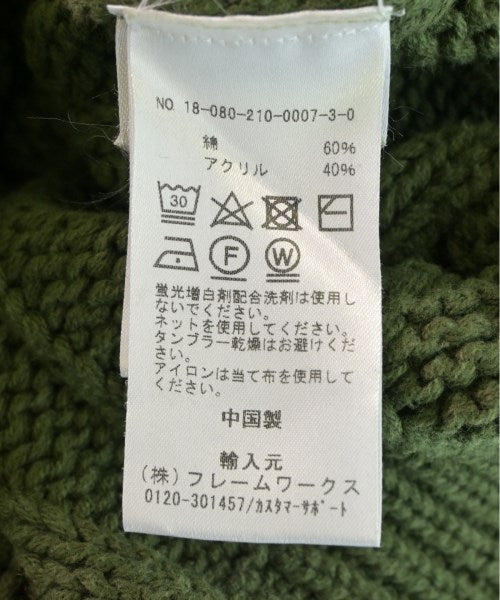 NO 18-080-210-0007-3-0
綿 60%
アクリル 40%
30
F W
蛍光増白剤配合洗剤は使用し
ないでください。
ネットを使用してください。
タンブラー乾燥はお避けくだ
さい。
アイロンは当て布を使用して
ください。
中国製
輸入元
(株)フレームワークス
0120-301457/カスタマーサポート